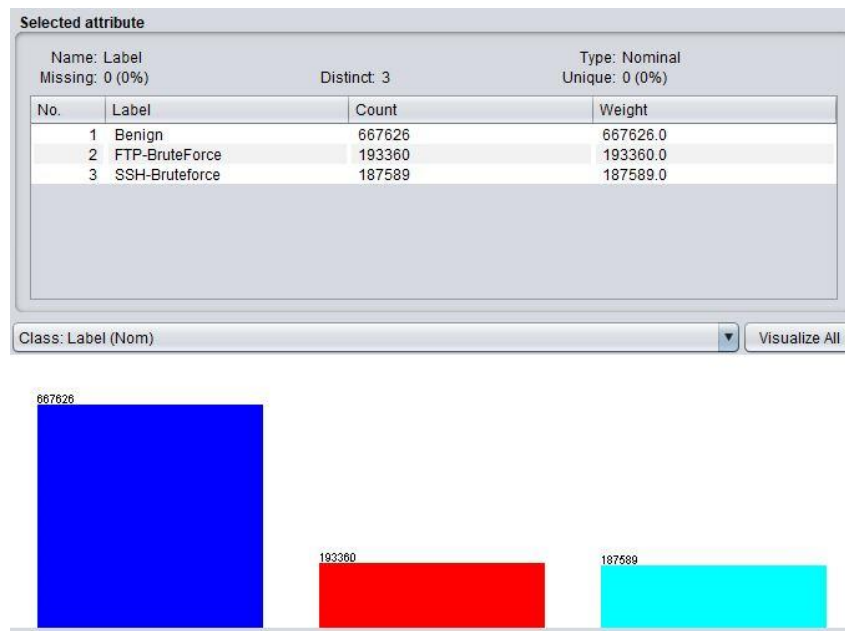 Selected attribute
Name: Label Type: Nominal
Missing: 0 (0%) Distinct: 3 Unique: 0 (0%)
No. Label Count Weight
1 Benign 667626 667626.0
2 FTP-BruteForce 193360 193360.0
3 SSH-Bruteforce 187589 187589.0
Class: Label (Nom) Visualize All
667626
193360
187589